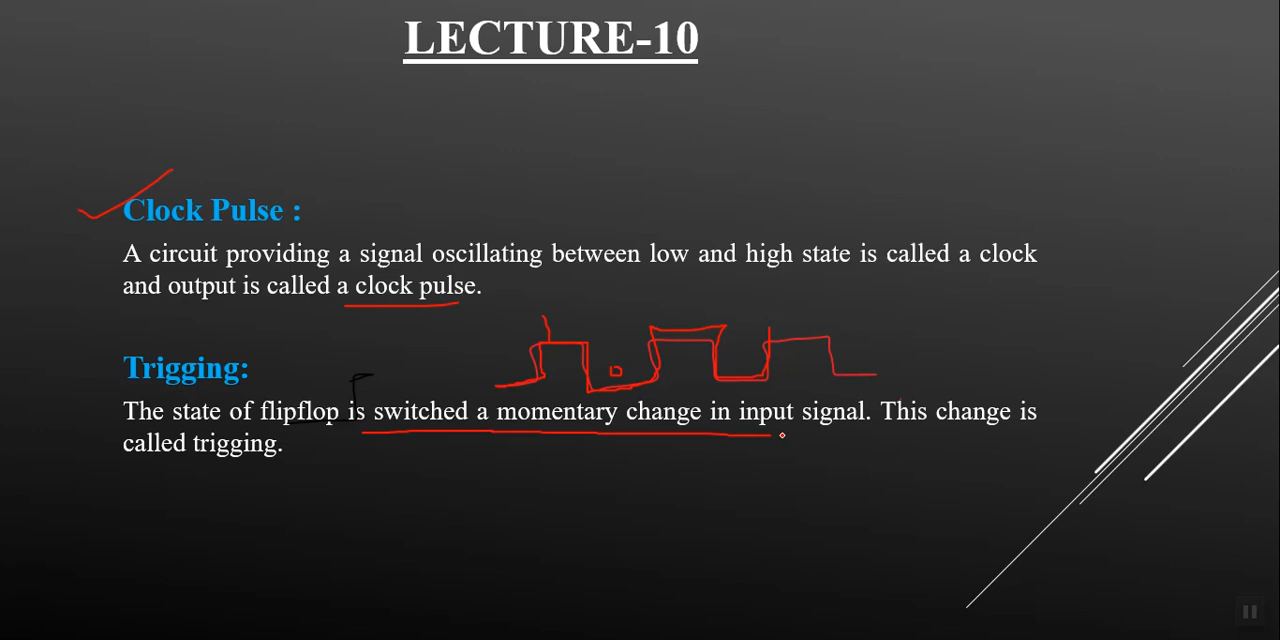 LECTURE-10
Clock Pulse :
A circuit providing a signal oscillating between low and high state is called a clock
and output is called a clock pulse.
Trigging:
The state of flipflop is switched a momentary change in input signal. This change is
called trigging.